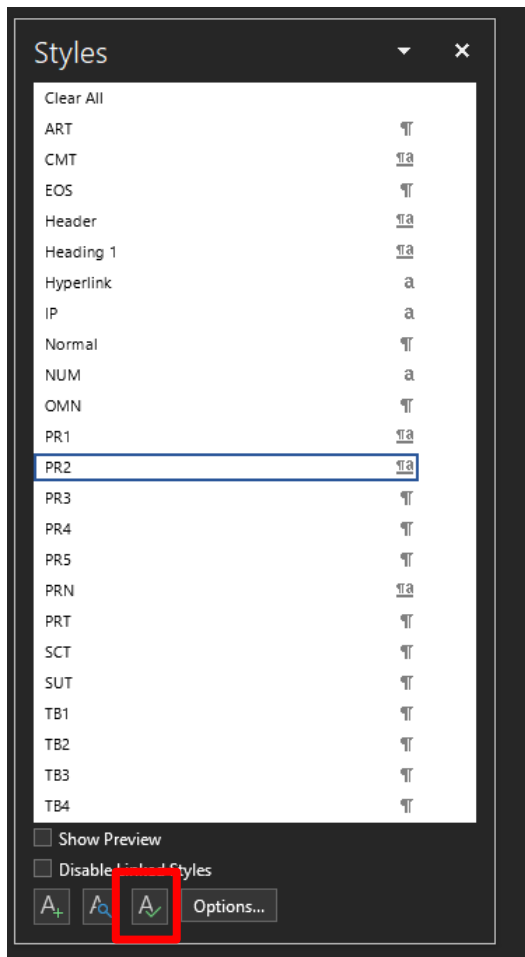 Styles
Clear All
ART ¶
CMT ¶a
EOS ¶
Header ¶a
Heading 1 ¶a
Hyperlink a
IP a
Normal ¶
NUM a
OMN ¶
PR1 ¶a
PR2 ¶a
PR3 ¶
PR4 ¶
PR5 ¶
PRN ¶a
PRT ¶
SCT ¶
SUT ¶
TB1 ¶
TB2 ¶
TB3 ¶
TB4 ¶
Show Preview
Disable Linked Styles
Options...